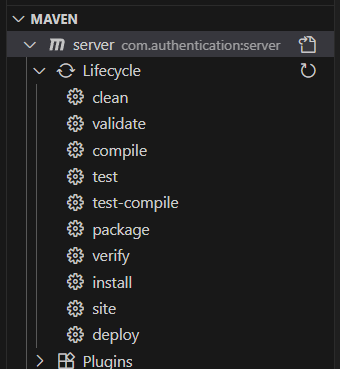 MAVEN
server com.authentication:server
Lifecycle
clean
validate
compile
test
test-compile
package
verify
install
site
deploy
Plugins